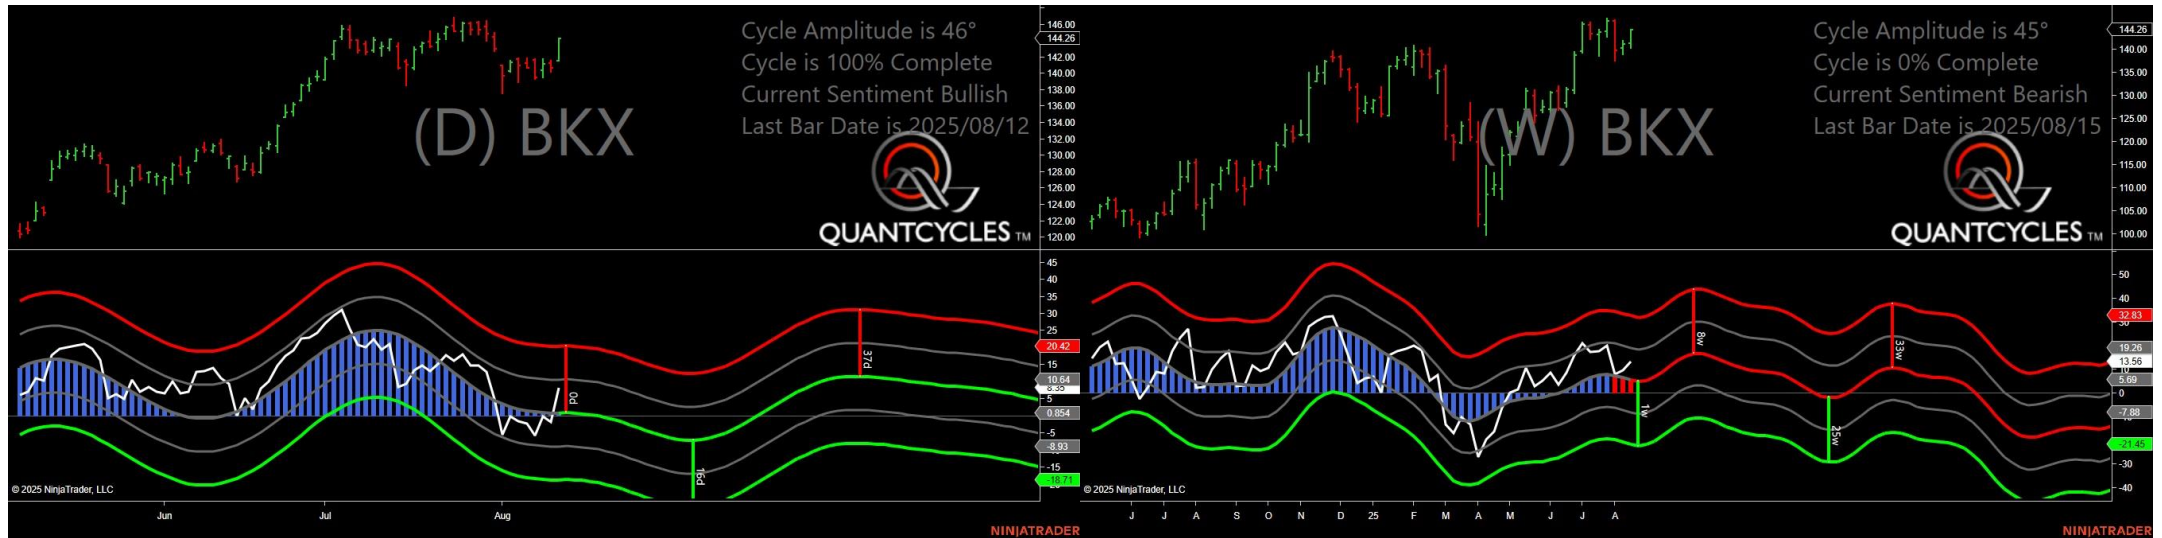 Cycle Amplitude is 46°
Cycle is 100% Complete
Current Sentiment Bullish
Last Bar Date is 2025/08/12
(D) BKX
QUANTCYCLES TM
146.00
144.26
142.00
140.00
138.00
136.00
134.00
132.00
130.00
128.00
126.00
124.00
122.00
120.00
45
40
35
30
25
20.42
15
10.64
8.35
5
0.854
-5
-8.93
-15
-18.71
0d
16d
37d
© 2025 NinjaTrader, LLC
Jun
Jul
Aug
NINJATRADER
Cycle Amplitude is 45°
Cycle is 0% Complete
Current Sentiment Bearish
Last Bar Date is 2025/08/15
(W) BKX
QUANTCYCLES TM
144.26
140.00
135.00
130.00
125.00
120.00
115.00
110.00
105.00
100.00
50
40
32.83
30
19.26
13.56
10
5.69
0
-7.88
-21.45
-30
-40
1w
8w
25w
33w
© 2025 NinjaTrader, LLC
J J A S O N D 25 F M A M J J A
NINJATRADER